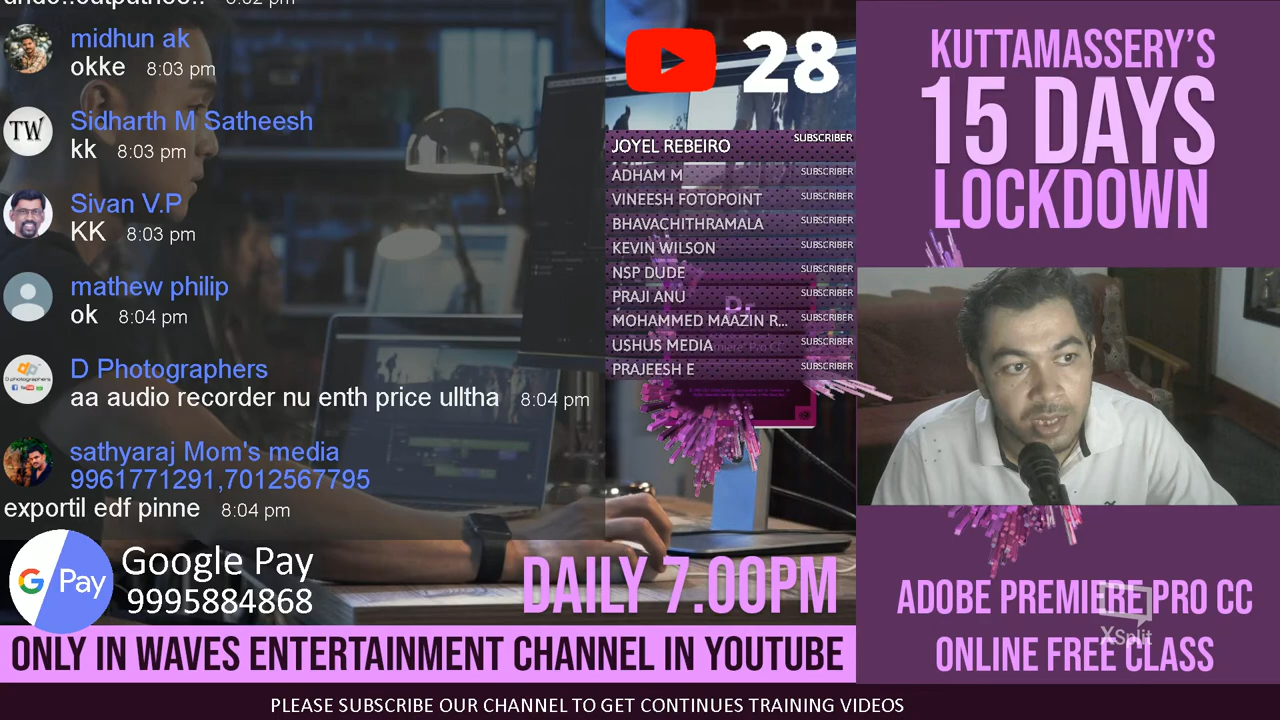 8:02 pm
midhun ak
okke 8:03 pm
TW
Sidharth M Satheesh
kk 8:03 pm
Sivan V.P
KK 8:03 pm
mathew philip
ok 8:04 pm
D Photographers
aa audio recorder nu enth price ulltha 8:04 pm
sathyaraj Mom's media
9961771291,7012567795
exportil edf pinne 8:04 pm
G Pay
Google Pay
9995884868
28
JOYEL REBEIRO SUBSCRIBER
ADHAM M SUBSCRIBER
VINEESH FOTOPOINT SUBSCRIBER
BHAVACHITHRAMALA SUBSCRIBER
KEVIN WILSON SUBSCRIBER
NSP DUDE SUBSCRIBER
PRAJI ANU SUBSCRIBER
MOHAMMED MAAZIN R... SUBSCRIBER
USHUS MEDIA SUBSCRIBER
PRAJEESH E SUBSCRIBER
DAILY 7.00PM
ONLY IN WAVES ENTERTAINMENT CHANNEL IN YOUTUBE
KUTTAMASSERY’S
15 DAYS
LOCKDOWN
ADOBE PREMIERE PRO CC
XSplit
ONLINE FREE CLASS
PLEASE SUBSCRIBE OUR CHANNEL TO GET CONTINUES TRAINING VIDEOS